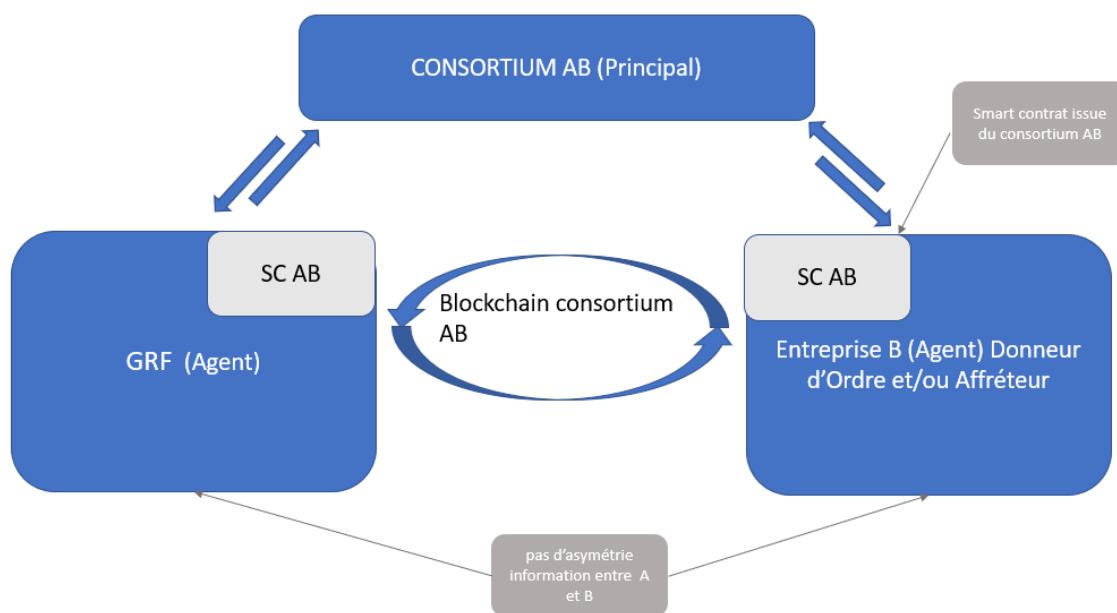 CONSORTIUM AB (Principal)
Smart contrat issue
du consortium AB
SC AB
SC AB
Blockchain consortium
AB
GRF (Agent)
Entreprise B (Agent) Donneur
d’Ordre et/ou Affréteur
pas d’asymétrie
information entre A
et B